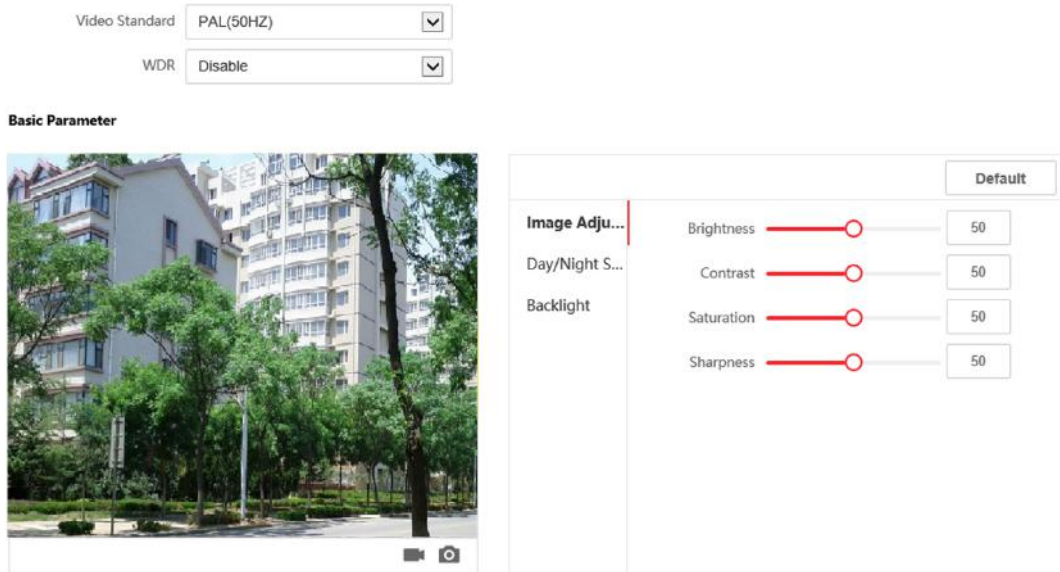 Video Standard PAL(50HZ)
WDR Disable
Basic Parameter
Default
Image Adju...
Day/Night S...
Backlight
Brightness 50
Contrast 50
Saturation 50
Sharpness 50